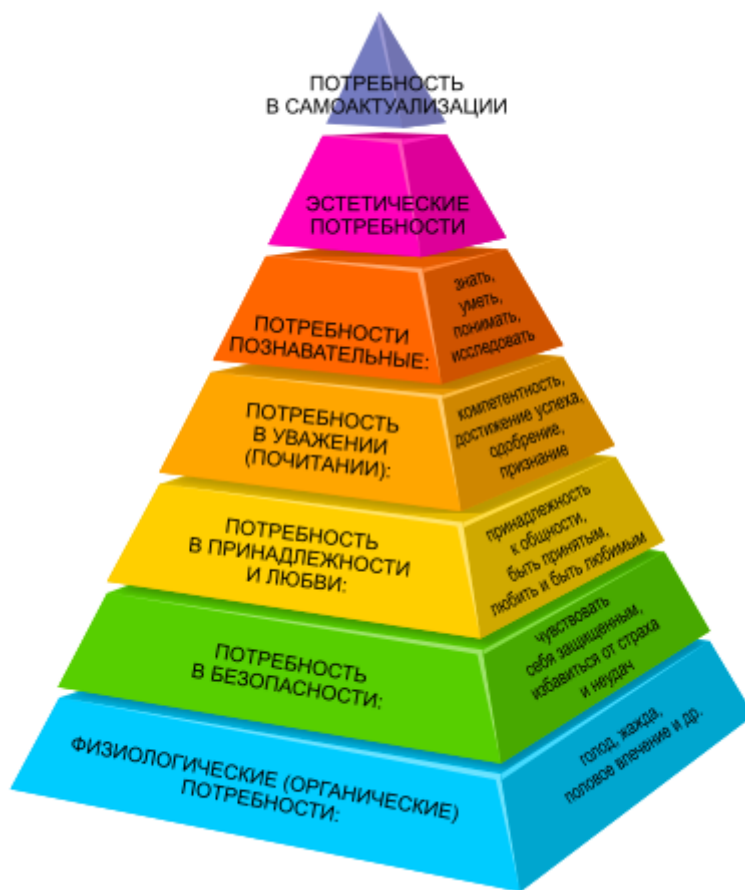 ПОТРЕБНОСТЬ
В САМОАКТУАЛИЗАЦИИ
ЭСТЕТИЧЕСКИЕ
ПОТРЕБНОСТИ
ПОТРЕБНОСТИ
ПОЗНАВАТЕЛЬНЫЕ:
знать,
уметь,
понимать,
исследовать
ПОТРЕБНОСТЬ
В УВАЖЕНИИ
(ПОЧИТАНИИ):
компетентность,
достижение успеха,
одобрение,
признание
ПОТРЕБНОСТЬ
В ПРИНАДЛЕЖНОСТИ
И ЛЮБВИ:
принадлежность
к общности,
быть принятым,
любить и быть любимым
ПОТРЕБНОСТЬ
В БЕЗОПАСНОСТИ:
чувствовать
себя защищенным,
избавиться от страха
и неудач
ФИЗИОЛОГИЧЕСКИЕ (ОРГАНИЧЕСКИЕ)
ПОТРЕБНОСТИ:
голод, жажда,
половое влечение и др.